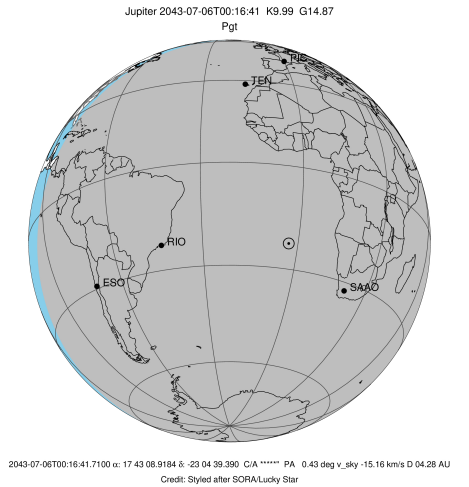 Jupiter 2043-07-06T00:16:41 K9.99 G14.87
Pgt
TEN
RIO
ESO
SAAO
2043-07-06T00:16:41.7100 α: 17 43 08.9184 δ: -23 04 39.390 C/A *****" PA 0.43 deg v_sky -15.16 km/s D 04.28 AU
Credit: Styled after SORA/Lucky Star